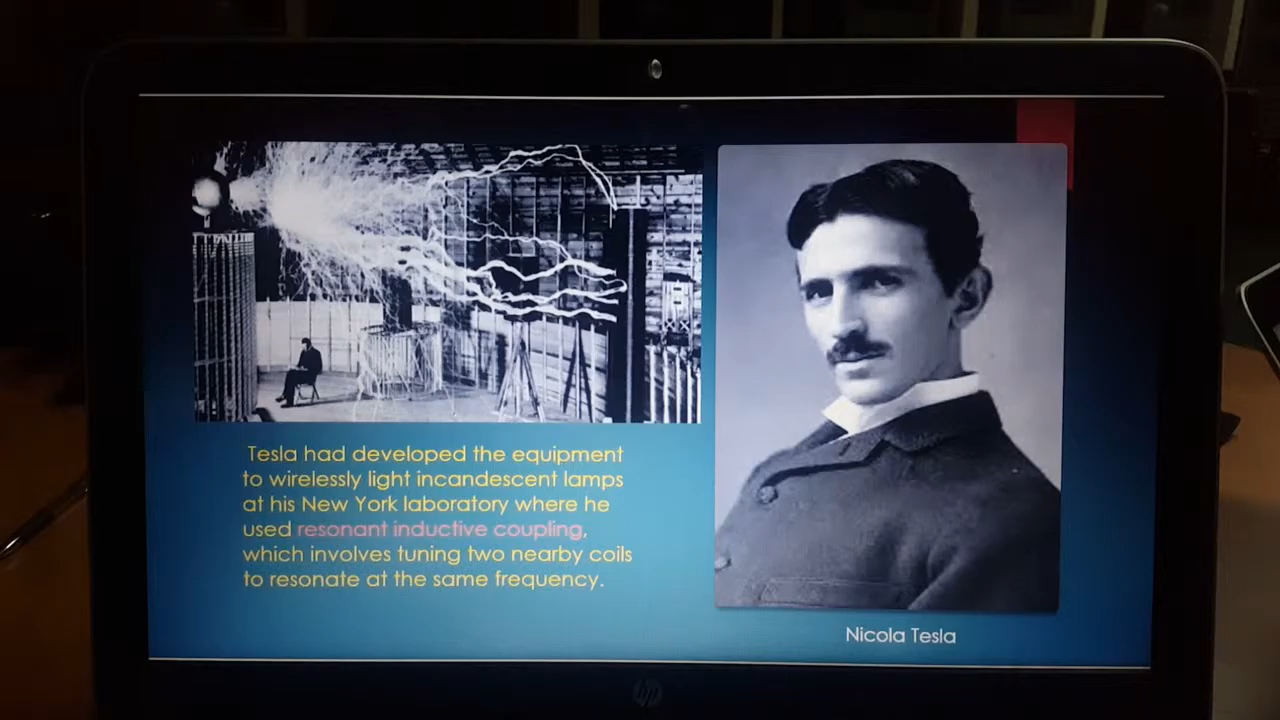 Tesla had developed the equipment
to wirelessly light incandescent lamps
at his New York laboratory where he
used resonant inductive coupling,
which involves tuning two nearby coils
to resonate at the same frequency.
Nicola Tesla
hp